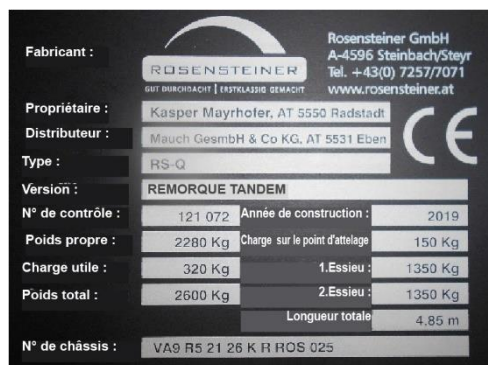 Fabricant :
ROSENSTEINER
GUT DURCHDACHT | ERSTKLASSIG GEMACHT
Rosensteiner GmbH
A-4596 Steinbach/Steyr
Tel. +43(0) 7257/7071
www.rosensteiner.at
Propriétaire : Kasper Mayrhofer, AT 5550 Radstadt
Distributeur : Mauch GesmbH & Co KG, AT 5531 Eben
CE
Type : RS-Q
Version : REMORQUE TANDEM
N° de contrôle : 121 072 Année de construction : 2019
Poids propre : 2280 Kg Charge sur le point d'attelage 150 Kg
Charge utile : 320 Kg 1.Essieu : 1350 Kg
Poids total : 2600 Kg 2.Essieu : 1350 Kg
Longueur totale 4.85 m
N° de châssis : VA9 R5 21 26 K R ROS 025